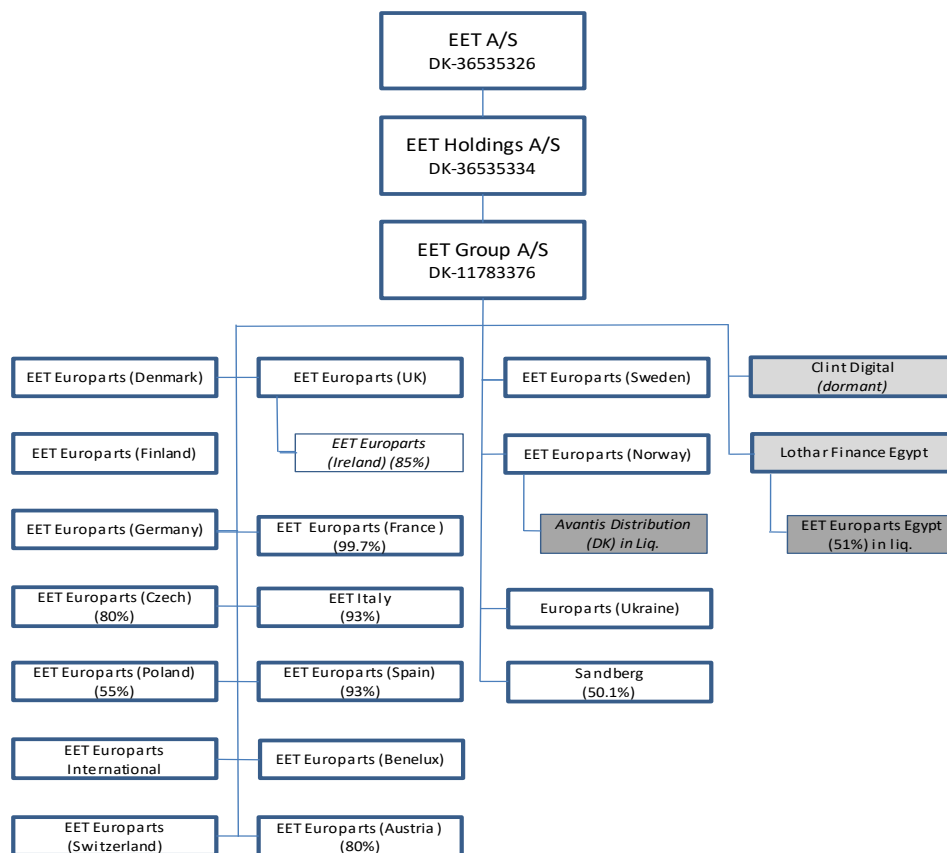 EET A/S
DK-36535326
EET Holdings A/S
DK-36535334
EET Group A/S
DK-11783376
EET Europarts (Denmark)
EET Europarts (UK)
EET Europarts (Sweden)
Clint Digital
(dormant)
EET Europarts (Finland)
EET Europarts
(Ireland) (85%)
EET Europarts (Norway)
Lothar Finance Egypt
EET Europarts (Germany)
EET Europarts (France)
(99.7%)
Avantis Distribution
(DK) in Liq.
EET Europarts Egypt
(51%) in liq.
EET Europarts (Czech)
(80%)
EET Italy
(93%)
Europarts (Ukraine)
EET Europarts (Poland)
(55%)
EET Europarts (Spain)
(93%)
Sandberg
(50.1%)
EET Europarts
International
EET Europarts (Benelux)
EET Europarts
(Switzerland)
EET Europarts (Austria)
(80%)